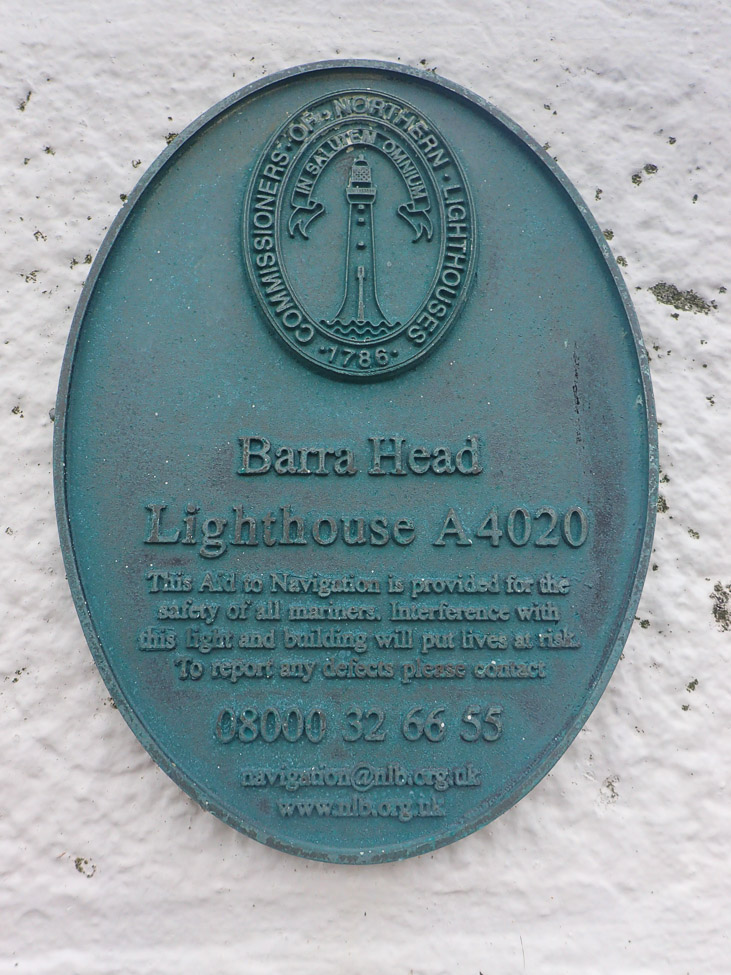 COMMISSIONERS · OF · NORTHERN · LIGHTHOUSES
IN SALUTEM OMNIUM
·1786·
Barra Head
Lighthouse A4020
This Aid to Navigation is provided for the
safety of all mariners. Interference with
this light and building will put lives at risk.
To report any defects please contact
08000 32 66 55
navigation@nlb.org.uk
www.nlb.org.uk